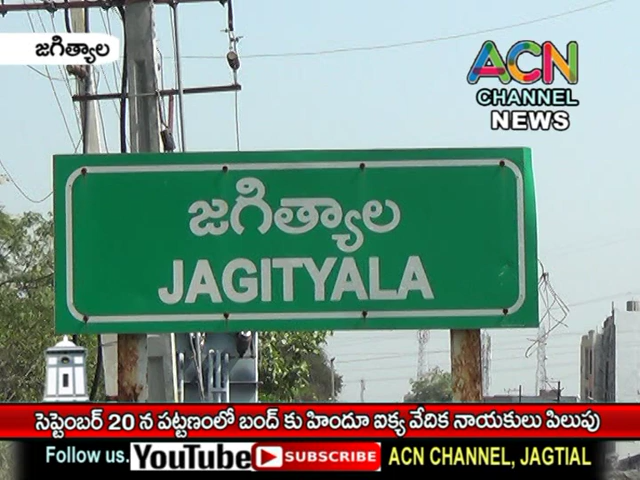 జగిత్యాల
ACN
CHANNEL
NEWS
జగిత్యాల
JAGITYALA
సెప్టెంబర్ 20 న పట్టణంలో బంద్ కు హిందూ ఐక్య వేదిక నాయకులు పిలుపు
Follow us. YouTube SUBSCRIBE ACN CHANNEL, JAGTIAL